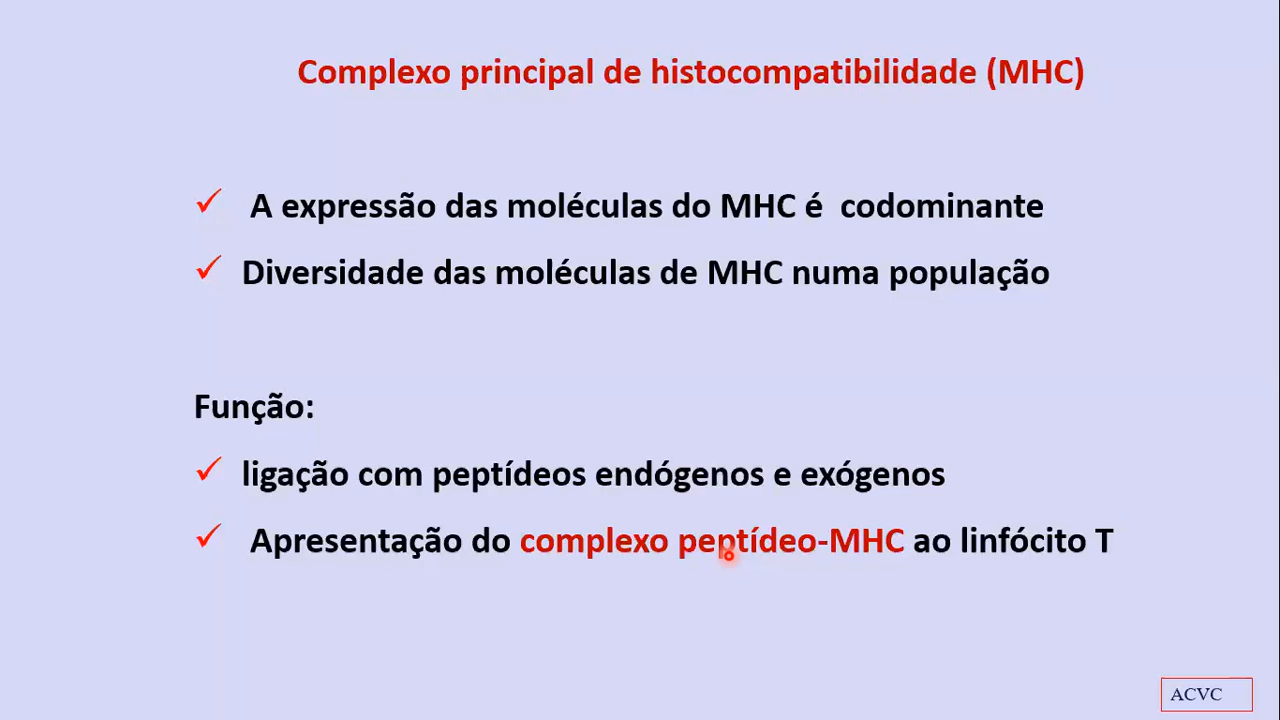 Complexo principal de histocompatibilidade (MHC)
✓ A expressão das moléculas do MHC é codominante
✓ Diversidade das moléculas de MHC numa população
Função:
✓ ligação com peptídeos endógenos e exógenos
✓ Apresentação do complexo peptídeo-MHC ao linfócito T
ACVC